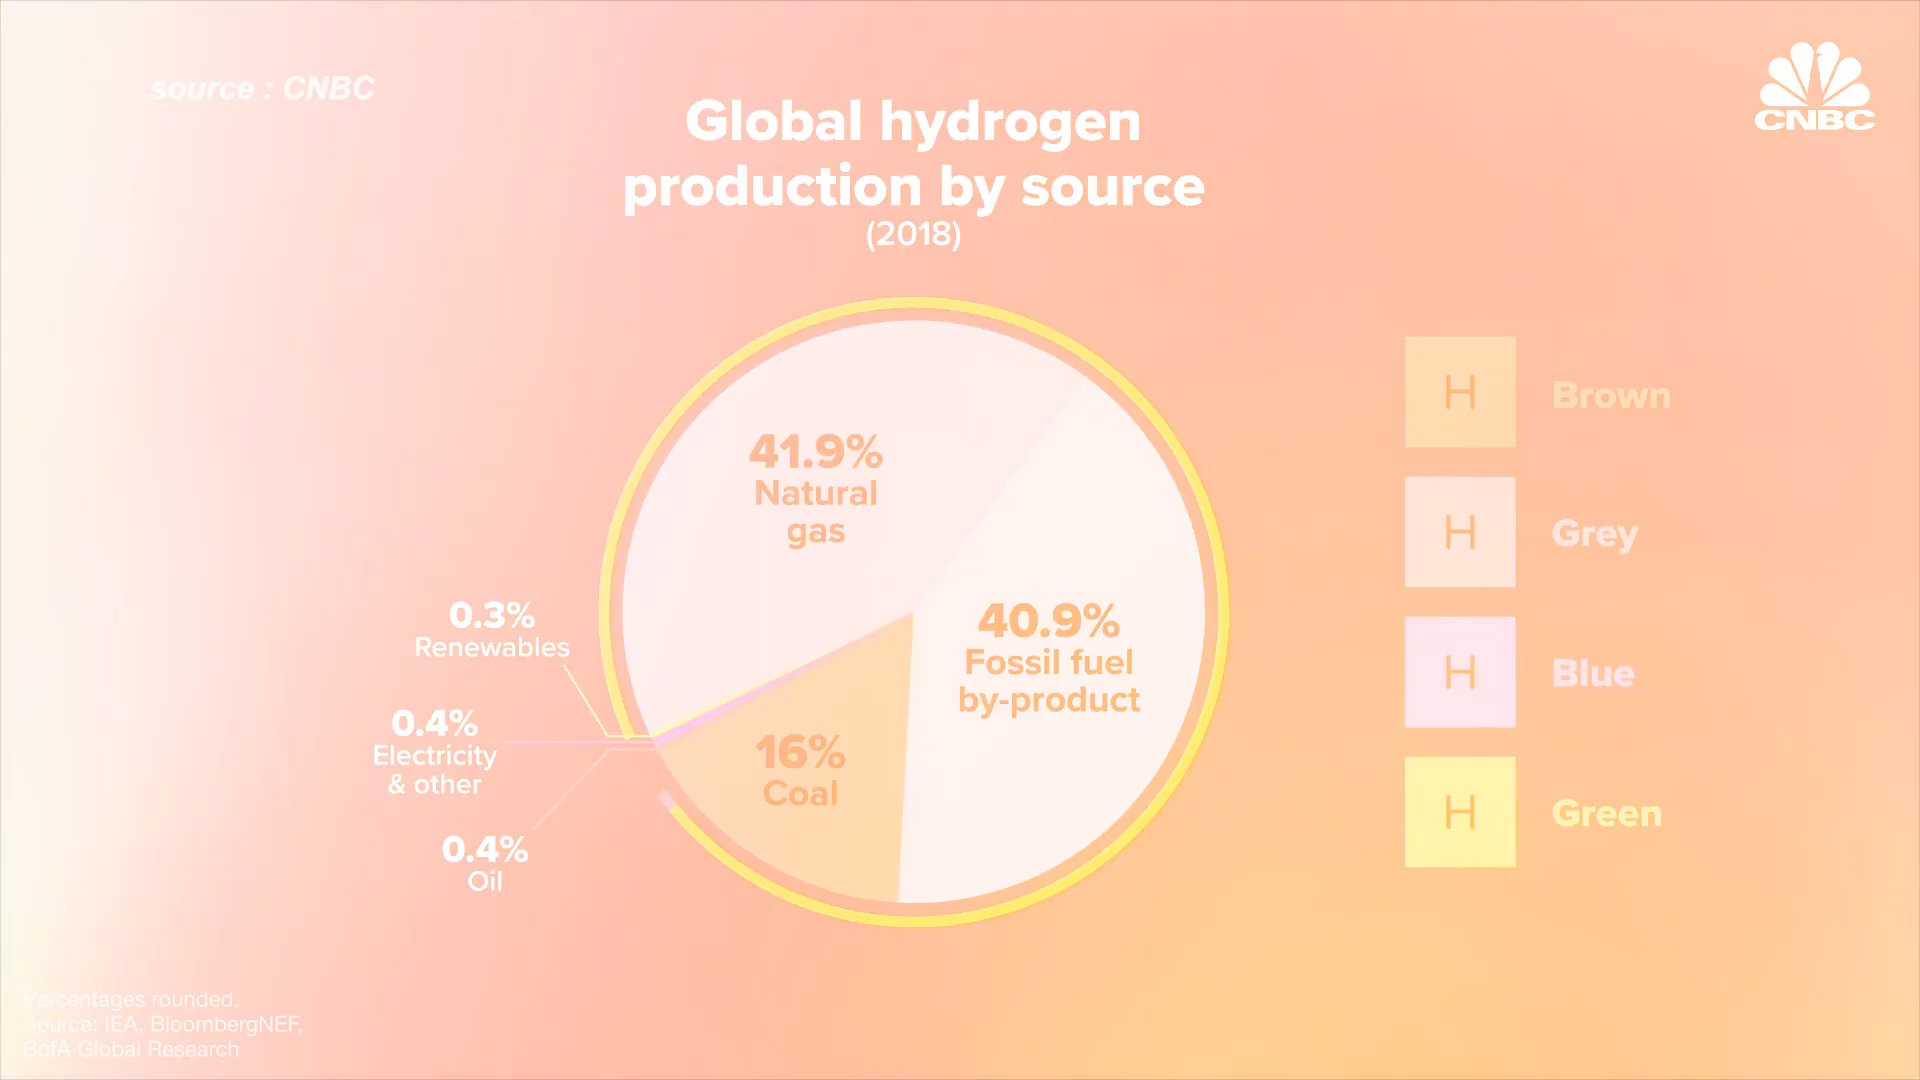 source : CNBC
CNBC
Global hydrogen
production by source
(2018)
41.9%
Natural
gas
40.9%
Fossil fuel
by-product
16%
Coal
0.3%
Renewables
0.4%
Electricity
& other
0.4%
Oil
H Brown
H Grey
H Blue
H Green
Percentages rounded.
Source: IEA, BloombergNEF,
BofA Global Research